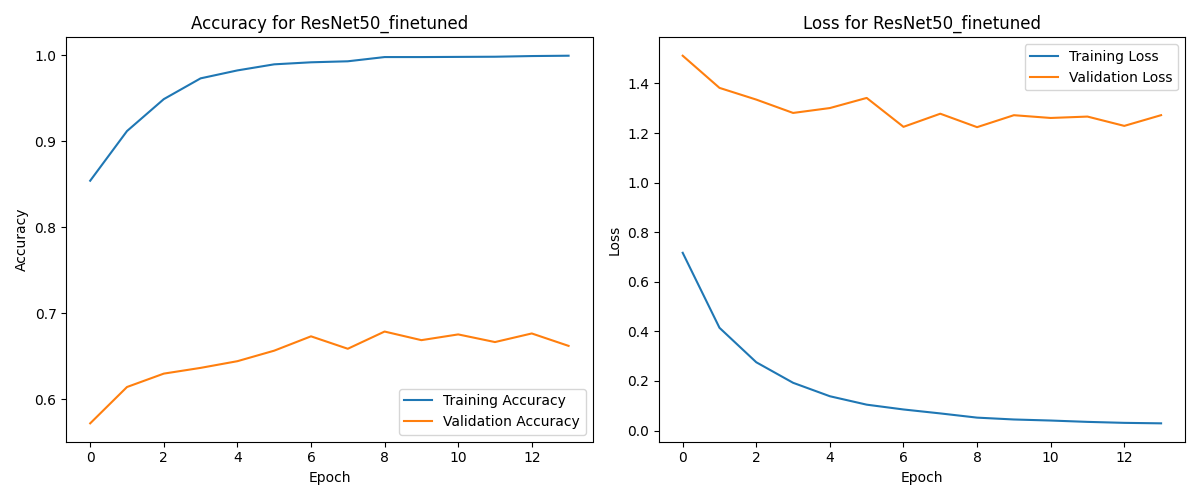 Accuracy for ResNet50_finetuned
1.0
0.9
0.8
0.7
0.6
Accuracy
Training Accuracy
Validation Accuracy
0 2 4 6 8 10 12
Epoch
Loss for ResNet50_finetuned
Training Loss
Validation Loss
1.4
1.2
1.0
0.8
0.6
0.4
0.2
0.0
Loss
0 2 4 6 8 10 12
Epoch